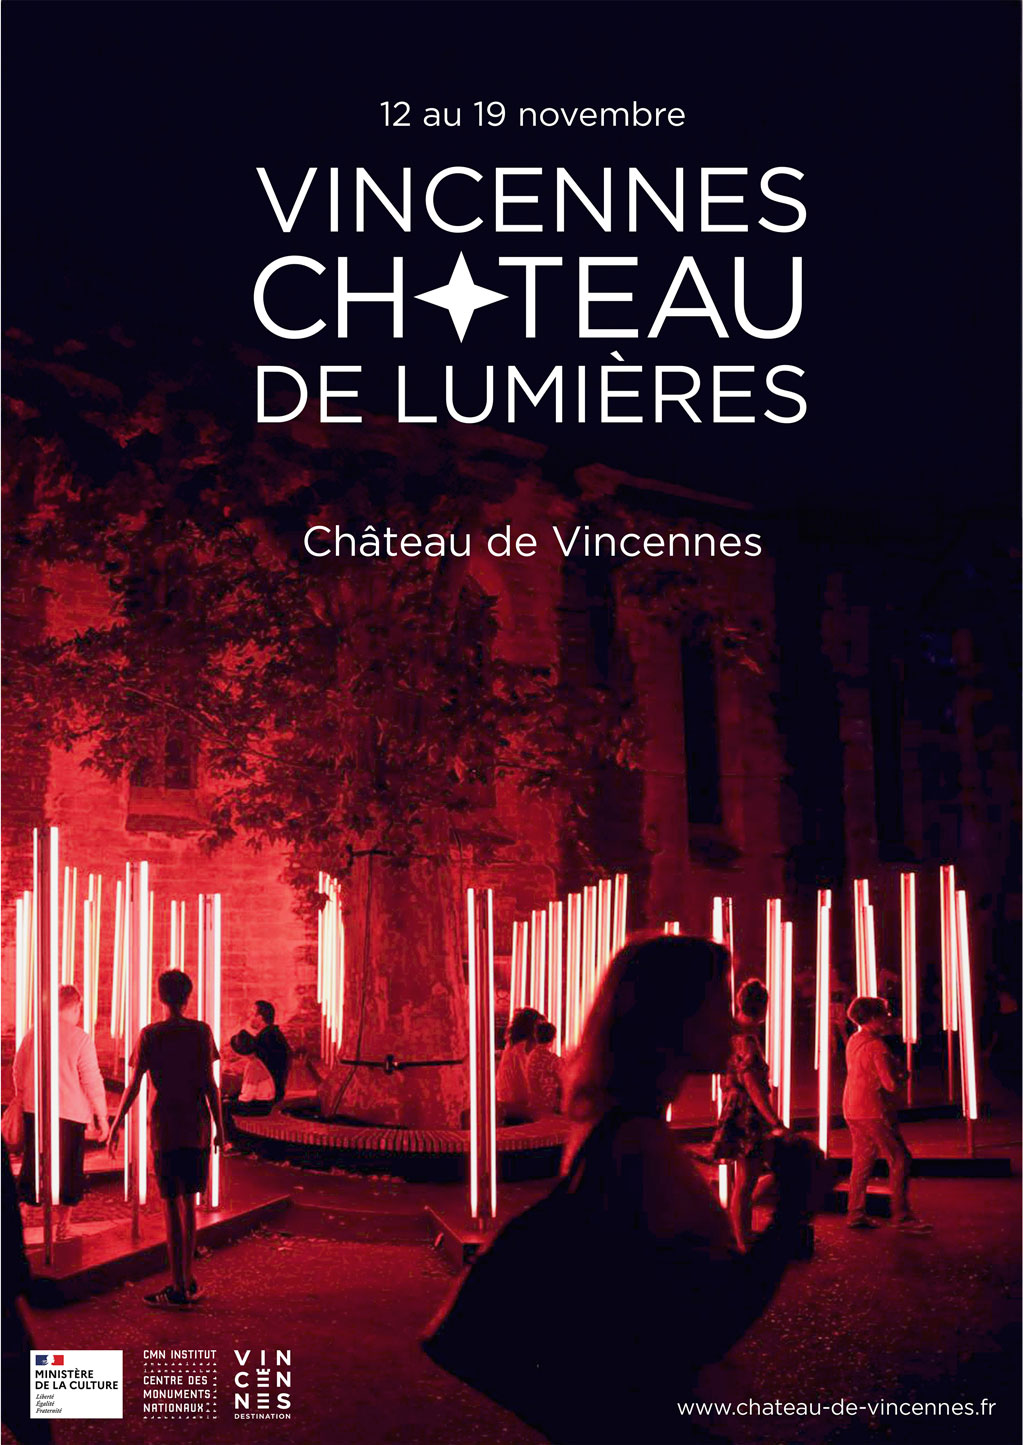 12 au 19 novembre
VINCENNES
CH TEAU
DE LUMIÈRES
Château de Vincennes
MINISTÈRE
DE LA CULTURE
Liberté
Égalité
Fraternité
CMN INSTITUT
CENTRE DES
MONUMENTS
NATIONAUX
VIN
CEN
NES
DESTINATION
www.chateau-de-vincennes.fr